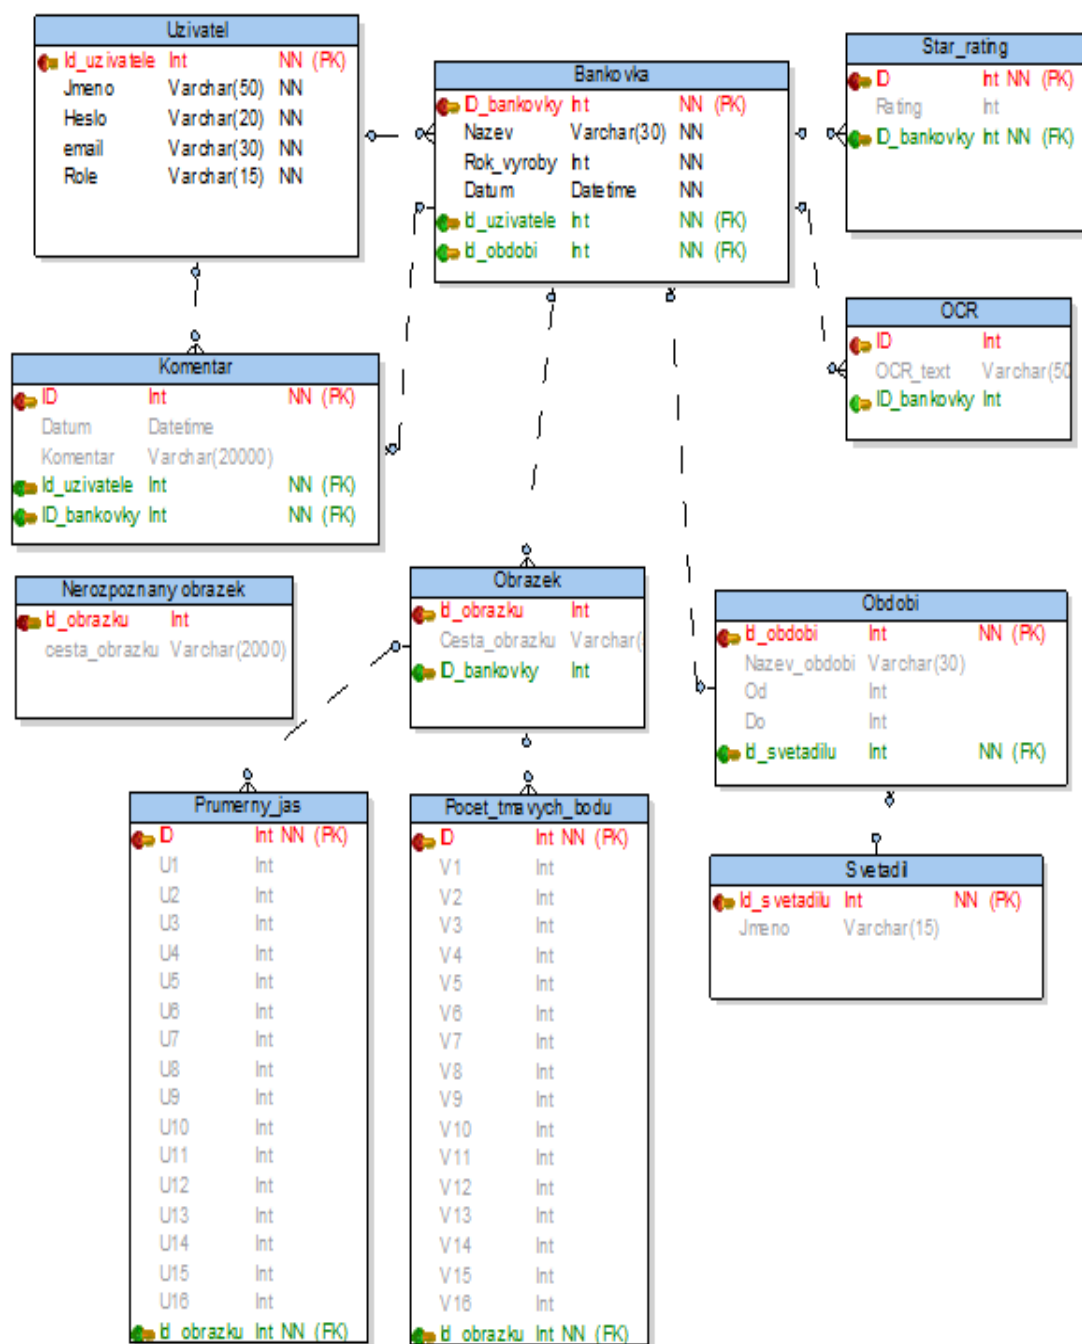 Uzivatel
Id_uzivatele Int NN (PK)
Jmeno Varchar(50) NN
Heslo Varchar(20) NN
email Varchar(30) NN
Role Varchar(15) NN
Bankovka
ID_bankovky Int NN (PK)
Nazev Varchar(30) NN
Rok_vyroby Int NN
Datum Datetime NN
Id_uzivatele Int NN (FK)
Id_obdobi Int NN (FK)
Star_rating
ID Int NN (PK)
Rating Int
ID_bankovky Int NN (FK)
OCR
ID Int
OCR_text Varchar(50
ID_bankovky Int
Komentar
ID Int NN (PK)
Datum Datetime
Komentar Varchar(20000)
Id_uzivatele Int NN (FK)
ID_bankovky Int NN (FK)
Nerozpoznany obrazek
Id_obrazku Int
cesta_obrazku Varchar(2000)
Obrazek
Id_obrazku Int
Cesta_obrazku Varchar(
ID_bankovky Int
Obdobi
Id_obdobi Int NN (PK)
Nazev_obdobi Varchar(30)
Od Int
Do Int
Id_svetadilu Int NN (FK)
Prumerny_jas
ID Int NN (PK)
U1 Int
U2 Int
U3 Int
U4 Int
U5 Int
U6 Int
U7 Int
U8 Int
U9 Int
U10 Int
U11 Int
U12 Int
U13 Int
U14 Int
U15 Int
U16 Int
Id_obrazku Int NN (FK)
Pocet_tmavych_bodu
ID Int NN (PK)
V1 Int
V2 Int
V3 Int
V4 Int
V5 Int
V6 Int
V7 Int
V8 Int
V9 Int
V10 Int
V11 Int
V12 Int
V13 Int
V14 Int
V15 Int
V16 Int
Id_obrazku Int NN (FK)
Svetadil
Id_svetadilu Int NN (PK)
Jmeno Varchar(15)